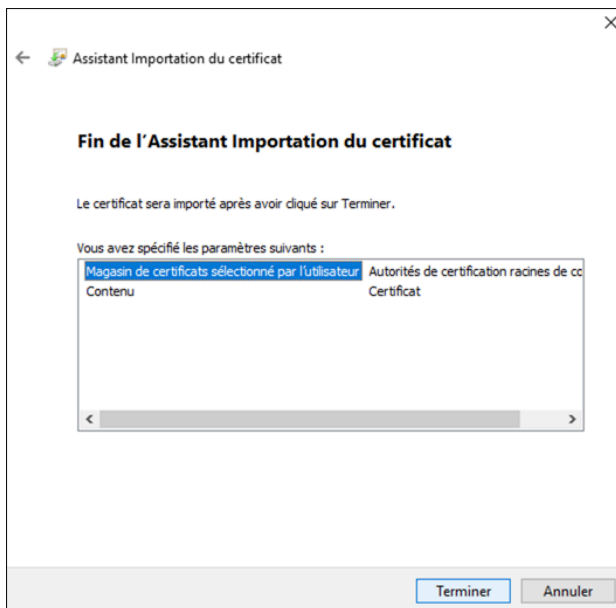 Assistant Importation du certificat
Fin de l'Assistant Importation du certificat
Le certificat sera importé après avoir cliqué sur Terminer.
Vous avez spécifié les paramètres suivants :
Magasin de certificats sélectionné par l'utilisateur Autorités de certification racines de cc
Contenu Certificat
Terminer Annuler